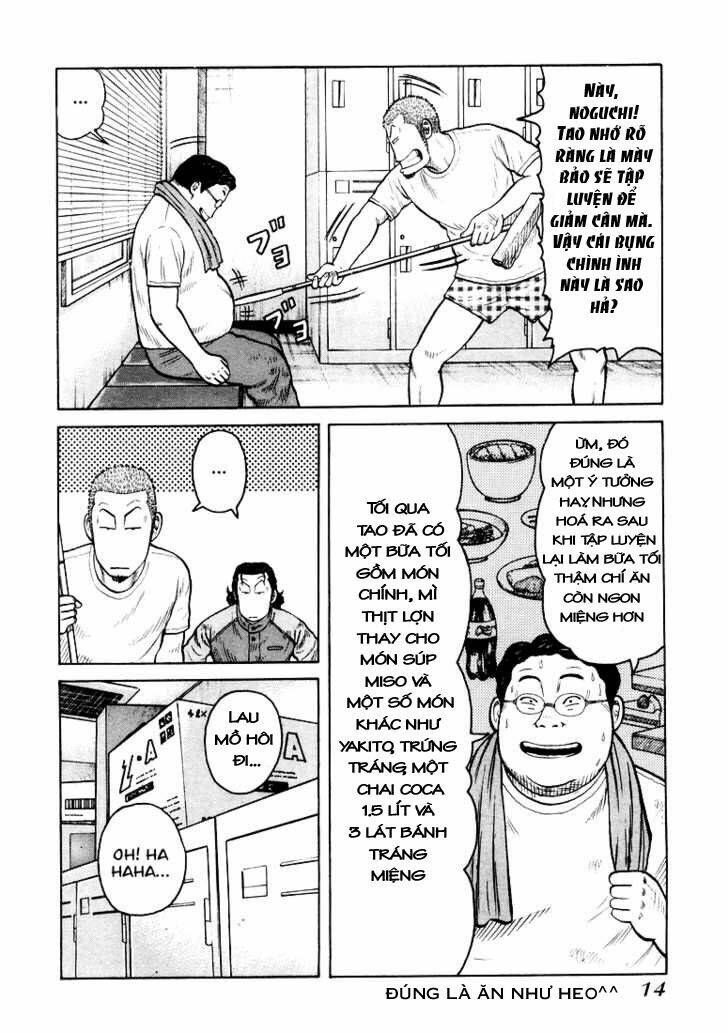 NÀY,
NOGUCHI!
TAO NHỚ RÕ
RÀNG LÀ MÀY
BẢO SẼ TẬP
LUYỆN ĐỂ
GIẢM CÂN MÀ.
VẬY CÁI BỤNG
CHÌNH ÌNH
NÀY LÀ SAO
HẢ?
...
ブヨ
ブヨ
ỪM, ĐÓ
ĐÚNG LÀ
MỘT Ý TƯỞNG
HAY, NHƯNG
HOÁ RA SAU
KHI TẬP LUYỆN
LẠI LÀM BỮA TỐI
THẬM CHÍ ĂN
CÒN NGON
MIỆNG HƠN
TỐI QUA
TAO ĐÃ CÓ
MỘT BỮA TỐI
GỒM MÓN
CHÍNH, MÌ
THỊT LỢN
THAY CHO
MÓN SÚP
MISO VÀ
MỘT SỐ MÓN
KHÁC NHƯ
YAKITO, TRỨNG
TRÁNG, MỘT
CHAI COCA
1.5 LÍT VÀ
3 LÁT BÁNH
TRÁNG
MIỆNG
...
LAU
MỒ HÔI
ĐI...
OH! HA
HAHA...
ĐÚNG LÀ ĂN NHƯ HEO^^
14